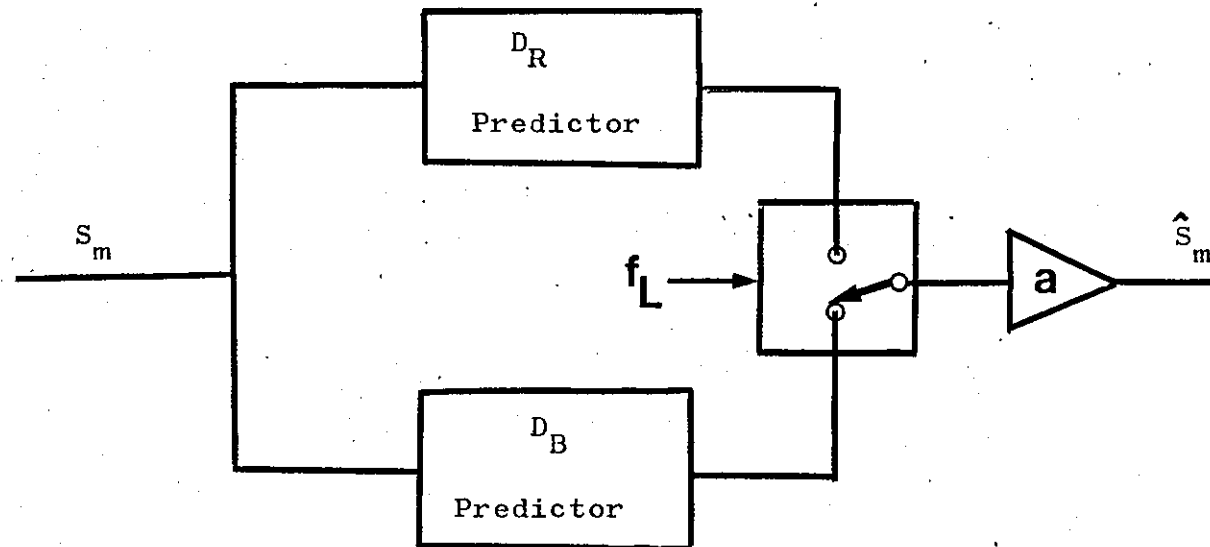 D_R
Predictor
S_m
f_L
a
Ŝ_m
D_B
Predictor